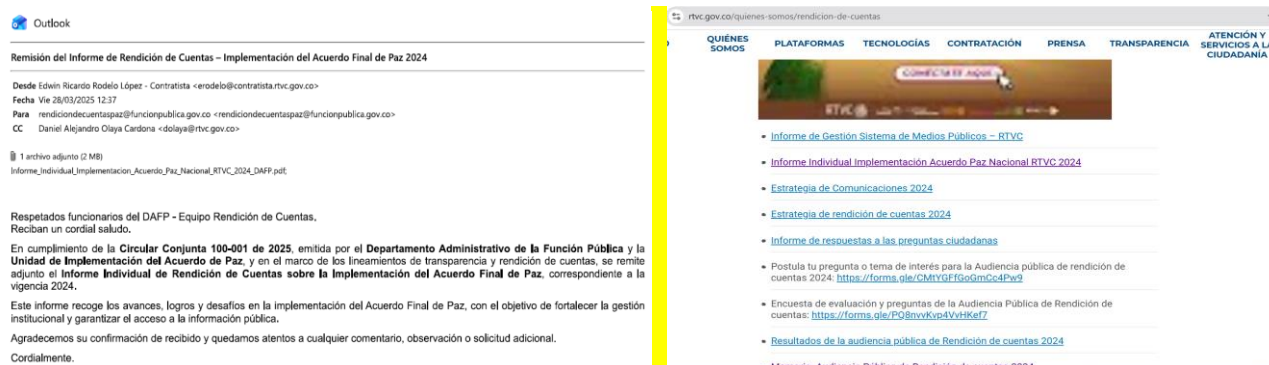 Outlook
Remisión del Informe de Rendición de Cuentas – Implementación del Acuerdo Final de Paz 2024
Desde Edwin Ricardo Rodelo López - Contratista <erodelo@contratista.rtvc.gov.co>
Fecha Vie 28/03/2025 12:37
Para rendiciondecuentaspaz@funcionpublica.gov.co <rendiciondecuentaspaz@funcionpublica.gov.co>
CC Daniel Alejandro Olaya Cardona <dolaya@rtvc.gov.co>
1 archivo adjunto (2 MB)
Informe_Individual_Implementacion_Acuerdo_Paz_Nacional_RTVC_2024_DAFP.pdf;
Respetados funcionarios del DAFP - Equipo Rendición de Cuentas,
Reciban un cordial saludo.
En cumplimiento de la Circular Conjunta 100-001 de 2025, emitida por el Departamento Administrativo de la Función Pública y la
Unidad de Implementación del Acuerdo de Paz, y en el marco de los lineamientos de transparencia y rendición de cuentas, se remite
adjunto el Informe Individual de Rendición de Cuentas sobre la Implementación del Acuerdo Final de Paz, correspondiente a la
vigencia 2024.
Este informe recoge los avances, logros y desafíos en la implementación del Acuerdo Final de Paz, con el objetivo de fortalecer la gestión
institucional y garantizar el acceso a la información pública.
Agradecemos su confirmación de recibido y quedamos atentos a cualquier comentario, observación o solicitud adicional.
Cordialmente.
rtvc.gov.co/quienes-somos/rendicion-de-cuentas
QUIÉNES SOMOS PLATAFORMAS TECNOLOGÍAS CONTRATACIÓN PRENSA TRANSPARENCIA ATENCIÓN Y SERVICIOS A LA CIUDADANÍA
CONÉCTATE AQUÍ
RTVC
Informe de Gestión Sistema de Medios Públicos – RTVC
Informe Individual Implementación Acuerdo Paz Nacional RTVC 2024
Estrategia de Comunicaciones 2024
Estrategia de rendición de cuentas 2024
Informe de respuestas a las preguntas ciudadanas
Postula tu pregunta o tema de interés para la Audiencia pública de rendición de
cuentas 2024: https://forms.gle/CMtYGFfGoGmCc4Pw9
Encuesta de evaluación y preguntas de la Audiencia Pública de Rendición de
cuentas: https://forms.gle/PQ8nvvKvp4VvHKef7
Resultados de la audiencia pública de Rendición de cuentas 2024